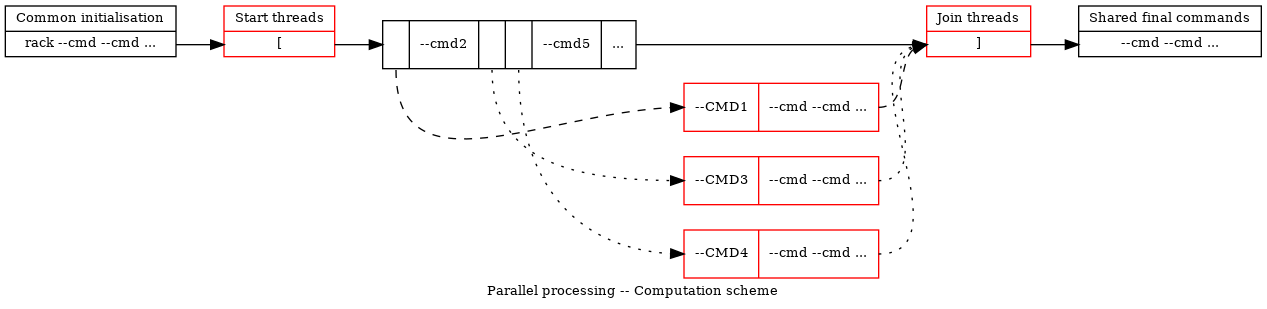 Common initialisation
rack --cmd --cmd ...
Start threads
[
--cmd2
--cmd5
...
Join threads
]
Shared final commands
--cmd --cmd ...
--CMD1
--cmd --cmd ...
--CMD3
--cmd --cmd ...
--CMD4
--cmd --cmd ...
Parallel processing -- Computation scheme